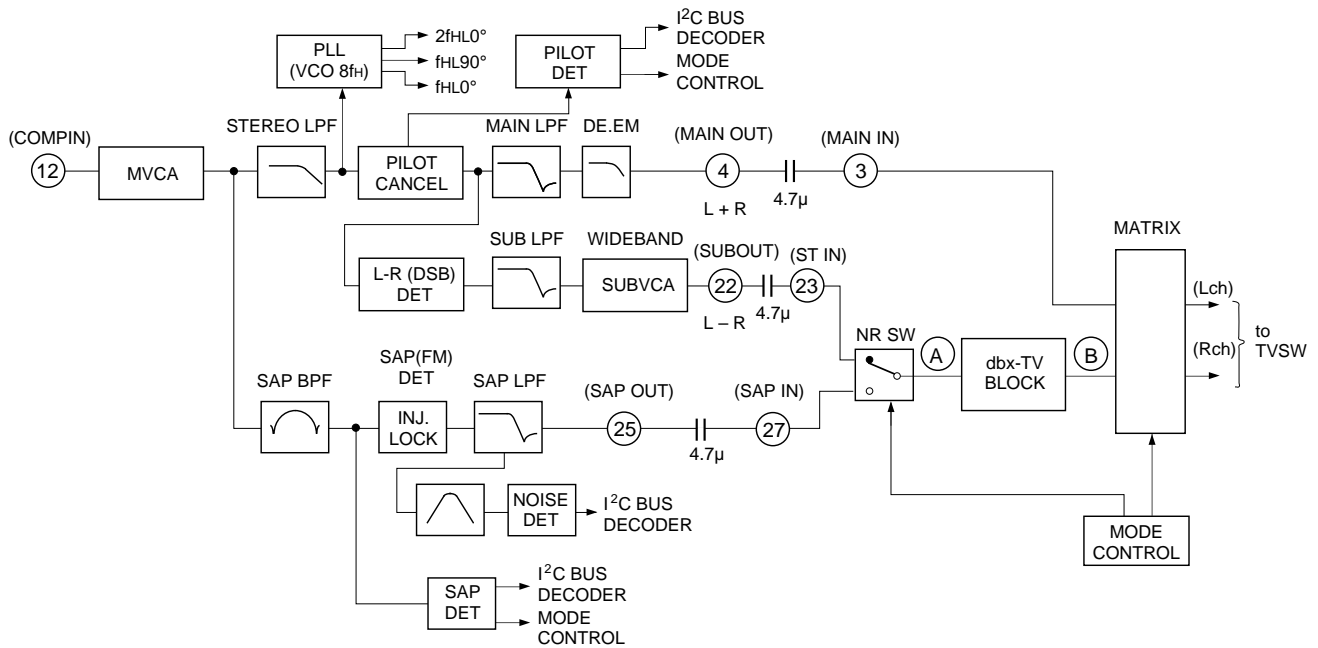 I²C BUS
DECODER
MODE
CONTROL
PLL
(VCO 8fH)
2fHL0°
fHL90°
fHL0°
PILOT
DET
(COMPIN)
STEREO LPF
MAIN LPF
DE.EM
(MAIN OUT)
(MAIN IN)
12
MVCA
PILOT
CANCEL
4
4.7μ
3
L + R
MATRIX
SUB LPF
WIDEBAND
(SUBOUT)
(ST IN)
L-R (DSB)
DET
SUBVCA
22
4.7μ
23
L – R
(Lch)
(Rch)
to
TVSW
NR SW
A
dbx-TV
BLOCK
B
SAP BPF
SAP(FM)
DET
SAP LPF
(SAP OUT)
(SAP IN)
INJ.
LOCK
25
4.7μ
27
NOISE
DET
I²C BUS
DECODER
MODE
CONTROL
SAP
DET
I²C BUS
DECODER
MODE
CONTROL